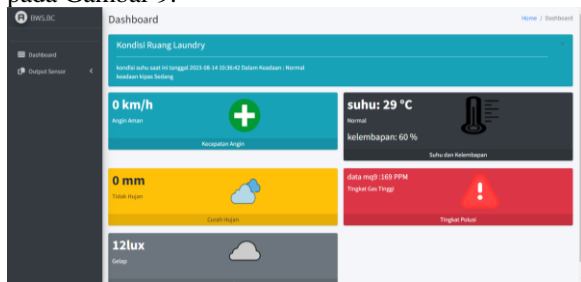 pada Gambar 9.
BWS.BC
Dashboard
Home / Dashboard
Dashboard
Output Sensor
Kondisi Ruang Laundry
kondisi suhu saat ini tanggal 2023-08-14 10:36:42 Dalam Keadaan : Normal
keadaan kipas Sedang
0 km/h
Angin Aman
Kecepatan Angin
suhu: 29 °C
Normal
kelembapan: 60 %
Suhu dan Kelembapan
0 mm
Tidak Hujan
Curah Hujan
data mq9 :169 PPM
Tingkat Gas Tinggi
Tingkat Polusi
12lux
Gelap